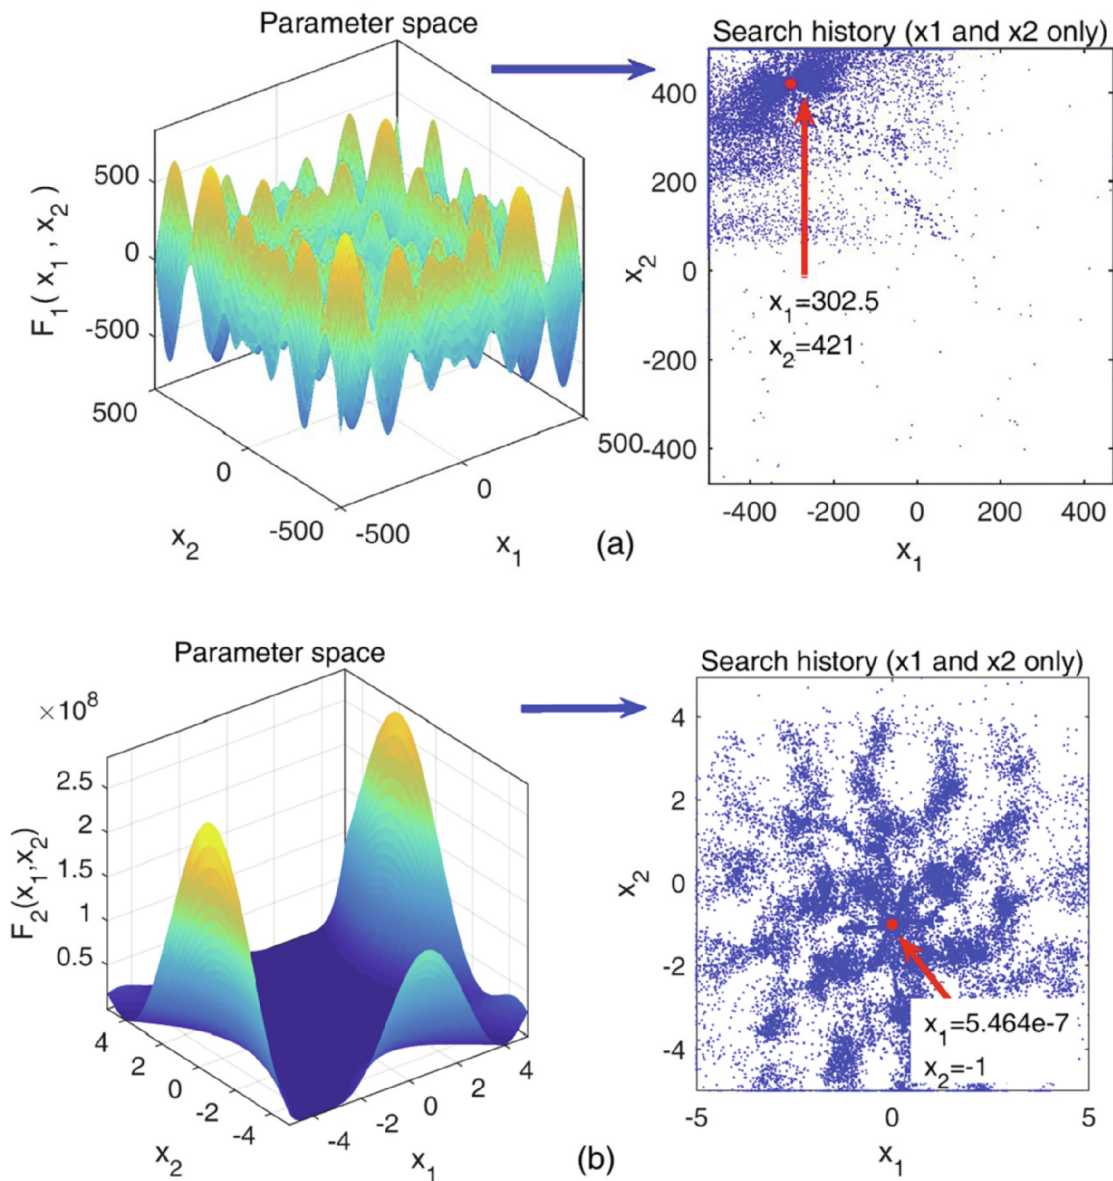 Parameter space
Search history (x1 and x2 only)
500
0
-500
F1( x1 , x2)
500
0
-500
x2
-500
0
500
x1
400
200
0
-200
-400
x2
x1=302.5
x2=421
-400
-200
0
200
400
x1
(a)
Parameter space
Search history (x1 and x2 only)
×10^8
2.5
2
1.5
1
0.5
F2(x1,x2)
4
2
0
-2
-4
x2
-4
-2
0
2
4
x1
4
2
0
-2
-4
x2
x1=5.464e-7
x2=-1
-5
0
5
x1
(b)